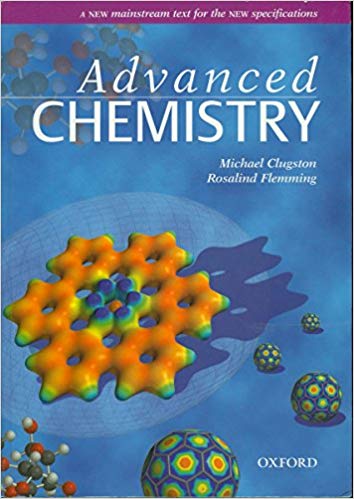 A NEW mainstream text for the NEW specifications
Advanced
CHEMISTRY
Michael Clugston
Rosalind Flemming
OXFORD